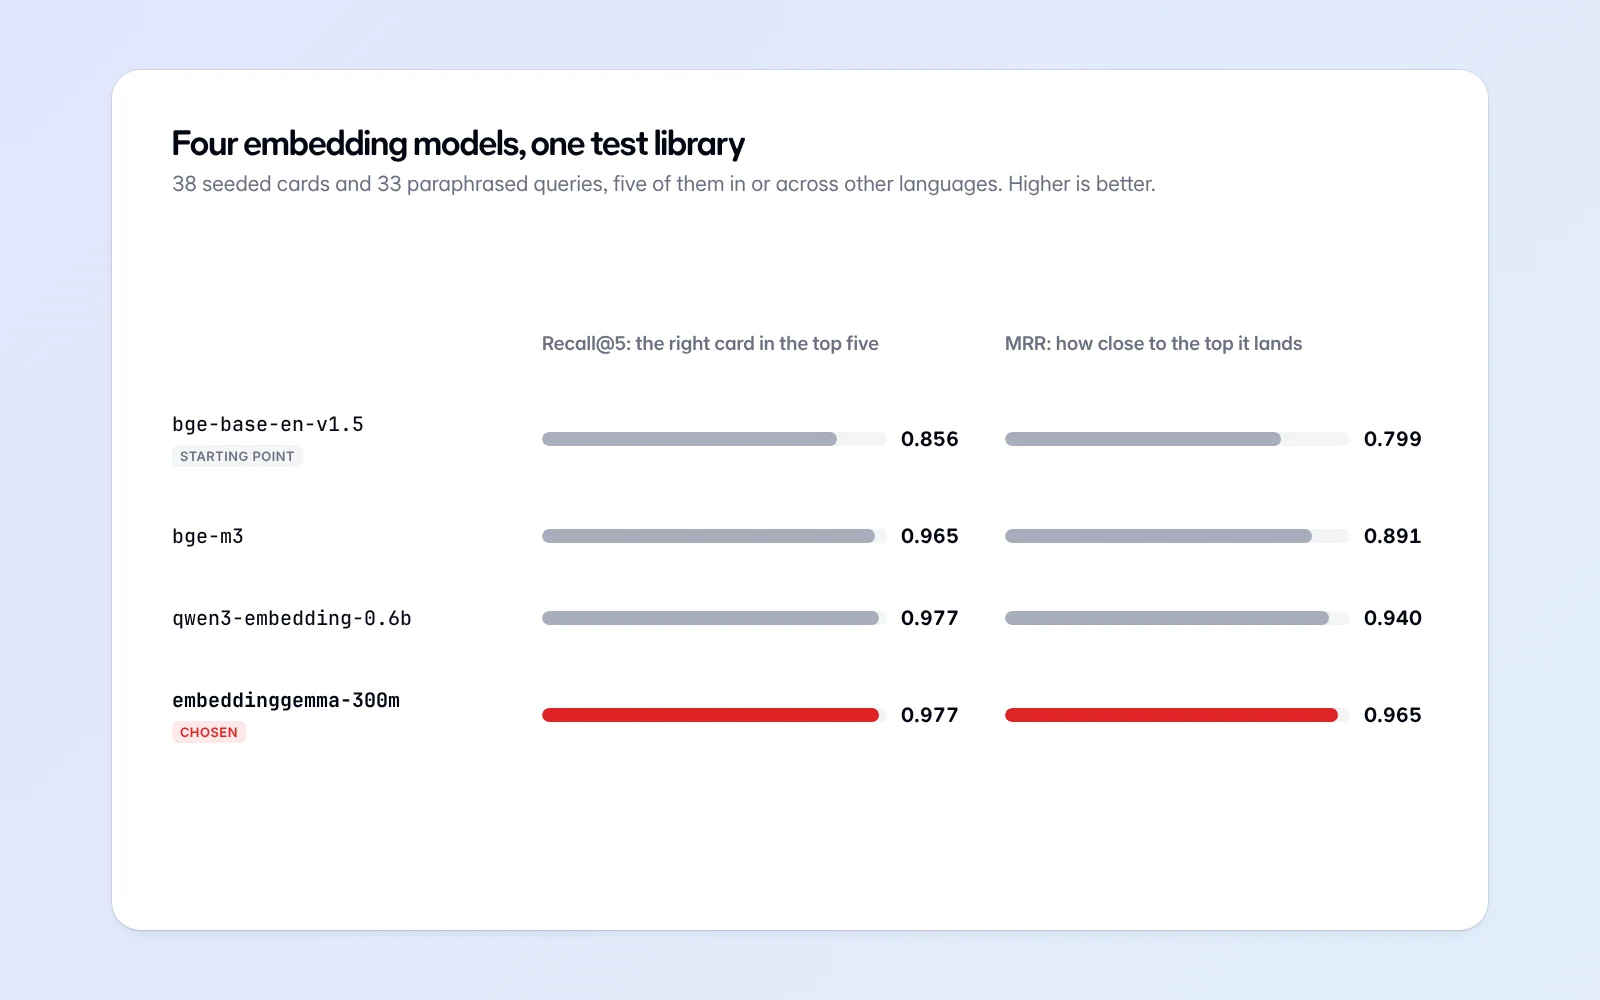 Four embedding models, one test library
38 seeded cards and 33 paraphrased queries, five of them in or across other languages. Higher is better.
Recall@5: the right card in the top five
MRR: how close to the top it lands
bge-base-en-v1.5
STARTING POINT
0.856
0.799
bge-m3
0.965
0.891
qwen3-embedding-0.6b
0.977
0.940
embeddinggemma-300m
CHOSEN
0.977
0.965